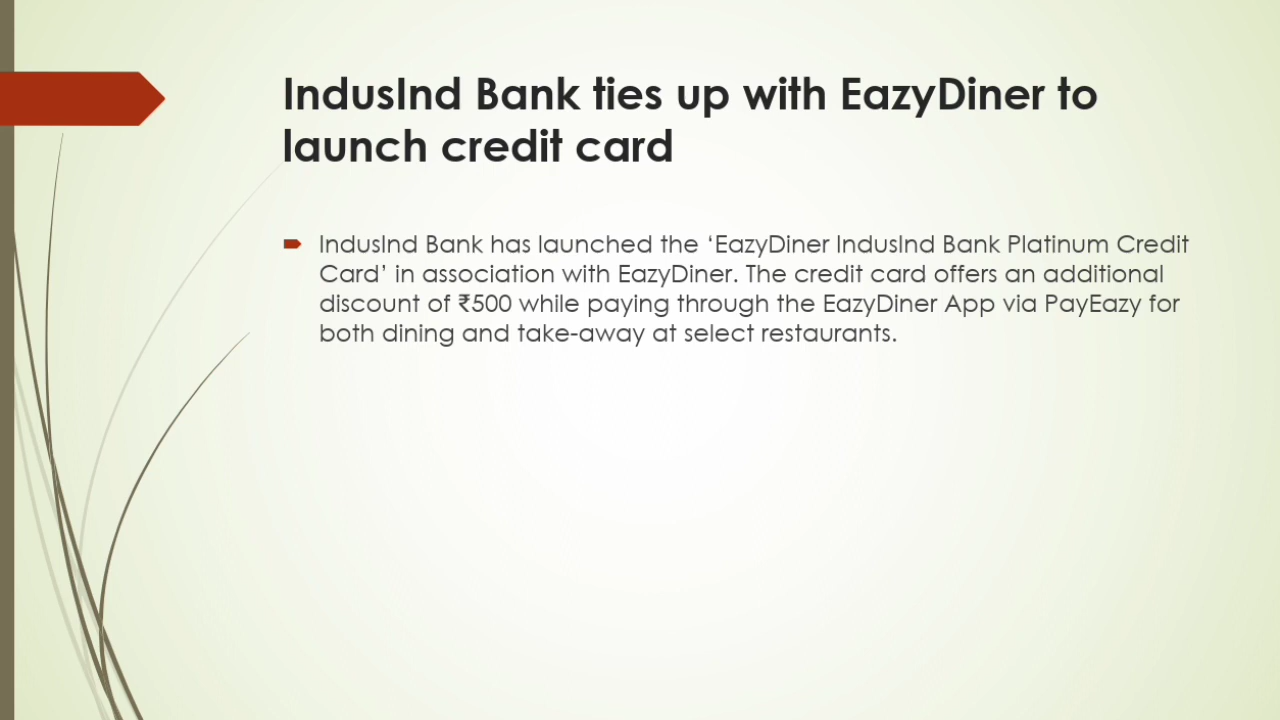 IndusInd Bank ties up with EazyDiner to
launch credit card
IndusInd Bank has launched the ‘EazyDiner IndusInd Bank Platinum Credit
Card’ in association with EazyDiner. The credit card offers an additional
discount of ₹500 while paying through the EazyDiner App via PayEazy for
both dining and take-away at select restaurants.